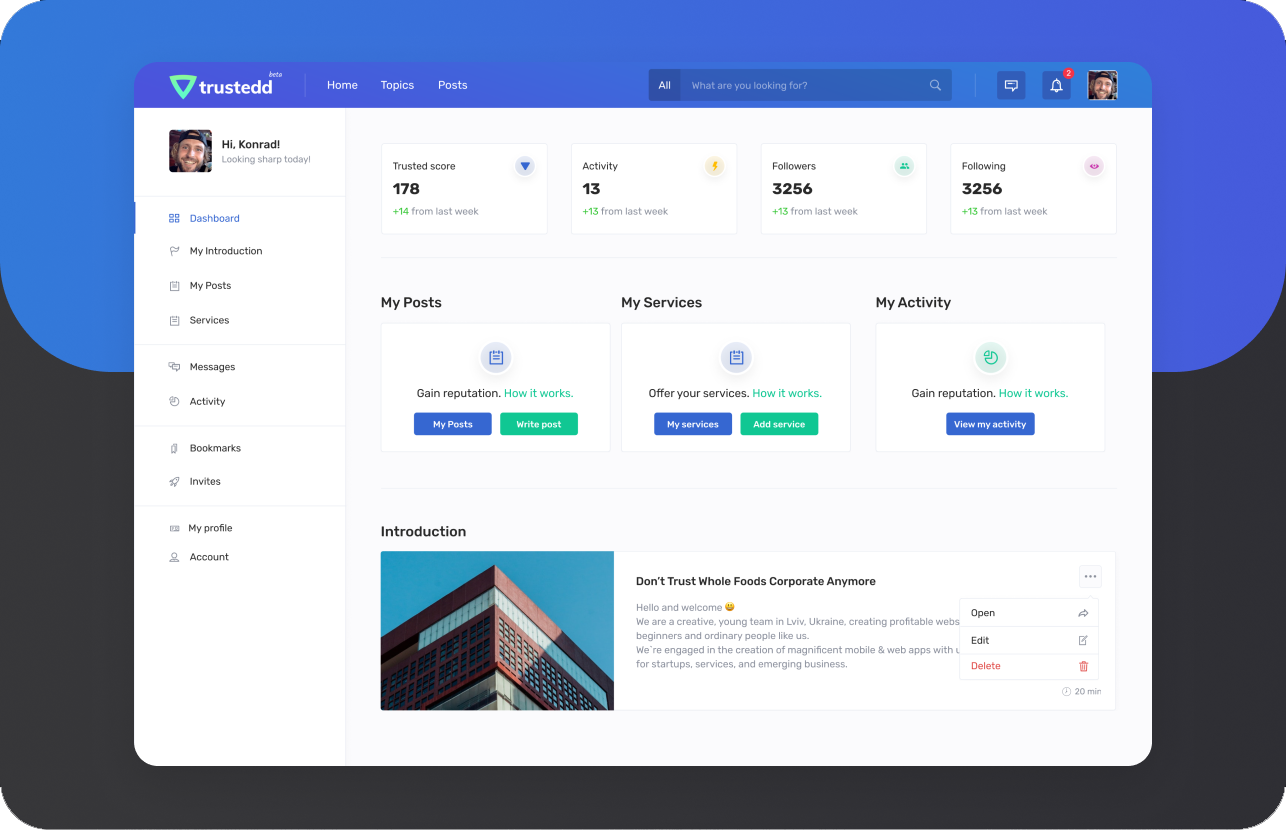 trustedd beta
Home Topics Posts
All What are you looking for?
2
Hi, Konrad!
Looking sharp today!
Dashboard
My Introduction
My Posts
Services
Messages
Activity
Bookmarks
Invites
My profile
Account
Trusted score
178
+14 from last week
Activity
13
+13 from last week
Followers
3256
+13 from last week
Following
3256
+13 from last week
My Posts
Gain reputation. How it works.
My Posts Write post
My Services
Offer your services. How it works.
My services Add service
My Activity
Gain reputation. How it works.
View my activity
Introduction
Don't Trust Whole Foods Corporate Anymore
Hello and welcome 😃
We are a creative, young team in Lviv, Ukraine, creating profitable webs
beginners and ordinary people like us.
We`re engaged in the creation of magnificent mobile & web apps with u
for startups, services, and emerging business.
Open
Edit
Delete
20 min